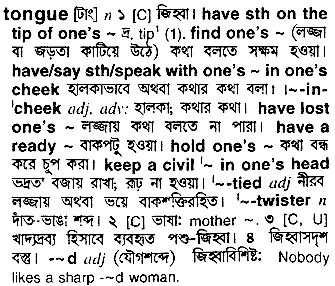 tongue [টাং] n ১ [C] জিহ্বা। have sth on the
tip of one's ~ দ্র. tip¹ (1). find one's ~ (লজ্জা
বা জড়তা কাটিয়ে উঠে) কথা বলতে সক্ষম হওয়া।
have/say sth/speak with one's ~ in one's
cheek হালকাভাবে অথবা কথার কথা বলা। ˈ~-in-
ˈcheek adj, adv: হালকা; কথার কথা। have lost
one's ~ লজ্জায় কথা বলতে না পারা। have a
ready ~ বাকপটু হওয়া। hold one's ~ কথা বন্ধ
করে চুপ করা। keep a civil ˈ~ in one's head
ভদ্রতা বজায় রাখা; রূঢ় না হওয়া। ˈ~-tied adj নীরব
লজ্জায় অথবা ভয়ে বাকশক্তিরহিত। ˈ~-twister n
দাঁত-ভাঙা শব্দ। ২ [C] ভাষা: mother ~. ৩ [C, U]
খাদ্যদ্রব্য হিসাবে ব্যবহৃত পশু-জিহ্বা। ৪ জিহ্বাসদৃশ
বস্তু। -~d adj (যৌগশব্দে) জিহ্বাবিশিষ্ট: Nobody
likes a sharp -~d woman.